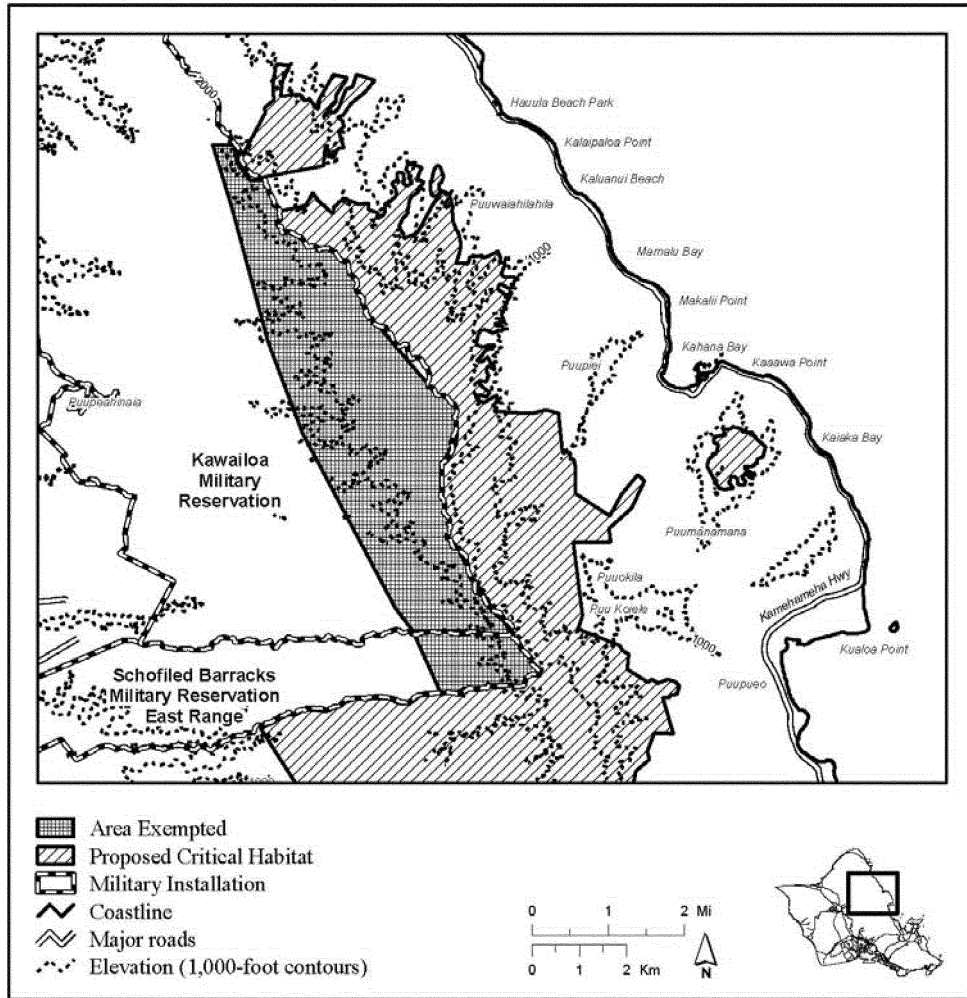 2000
Hauula Beach Park
Kalaipaloa Point
Kaluanui Beach
Puuwaiahilahila
1000
Mamalu Bay
Makalii Point
Kahana Bay
Kaaawa Point
Puupiei
Puupeahinaia
Kaiaka Bay
Kawailoa
Military
Reservation
Puumanamana
Puuokila
Puu Koiele
Kamehameha Hwy
1000
Kualoa Point
Schofiled Barracks
Military Reservation
East Range
Puupueo
1000
Area Exempted
Proposed Critical Habitat
Military Installation
Coastline
Major roads
Elevation (1,000-foot contours)
0 1 2 Mi
0 1 2 Km
N